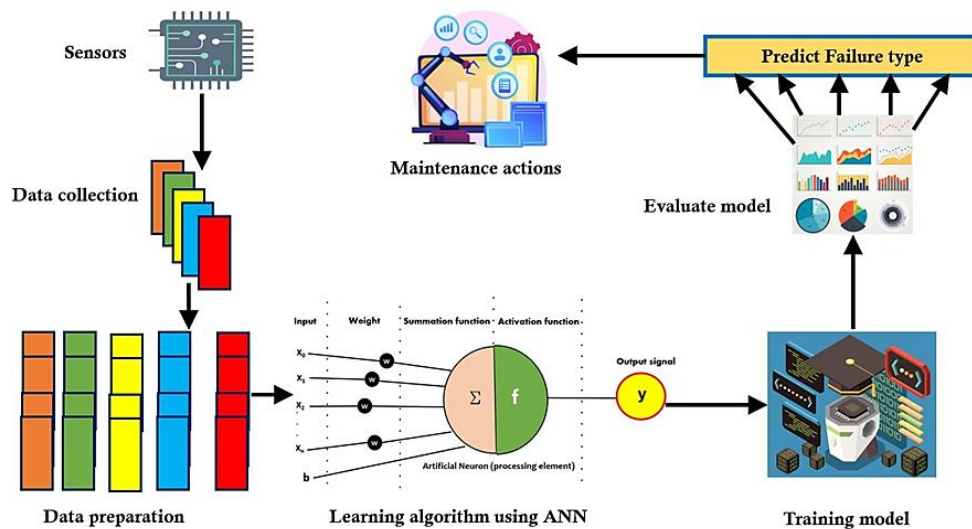 Sensors
Data collection
Data preparation
Input
Weight
Summation function
Activation function
X₀
X₁
X₂
Xₙ
b
w
w
w
w
Σ
f
Artificial Neuron (processing element)
Learning algorithm using ANN
Output signal
y
Training model
Evaluate model
Predict Failure type
Maintenance actions